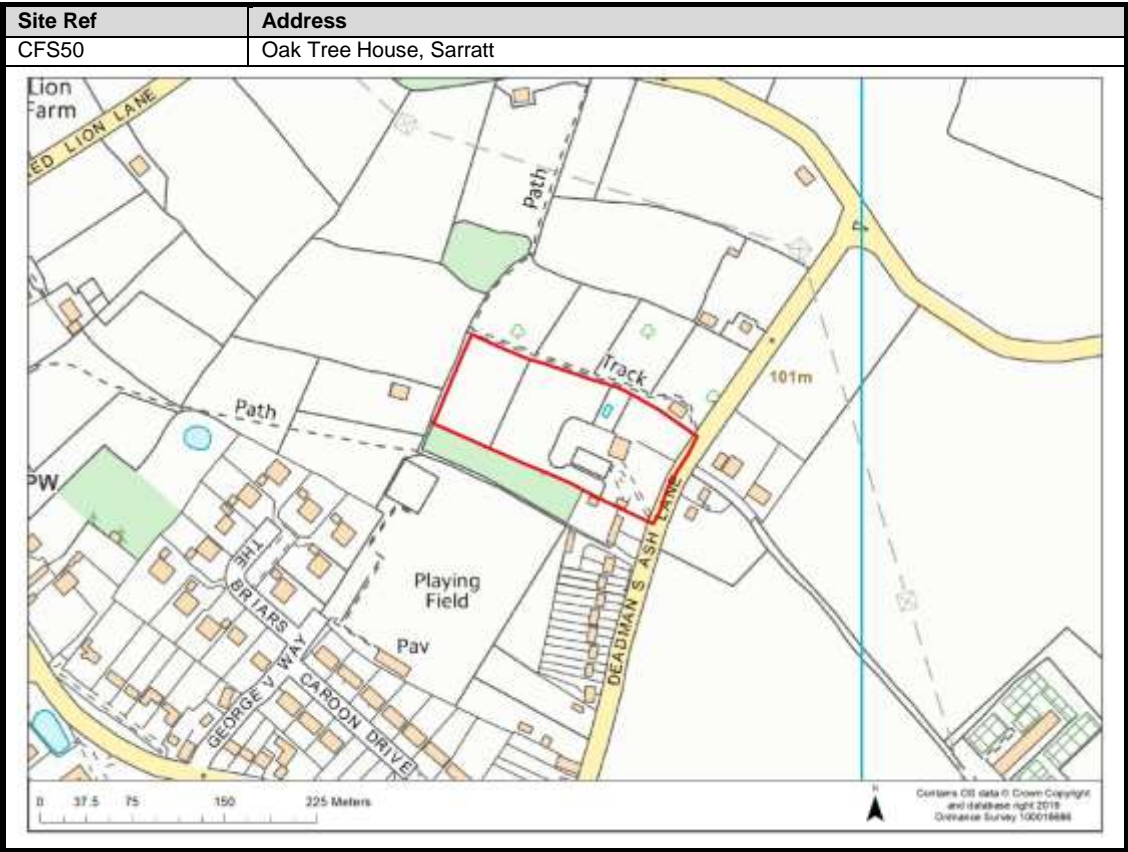 Site Ref Address
CFS50 Oak Tree House, Sarratt
Lion
Farm
ED LION LANE
Path
Track
101m
Path
PW
THE
BRIARS
Playing
Field
Pav
GEORGE V WAY
CAROON DRIVE
DEADMAN S ASH LANE
0 37.5 75 150 225 Meters
N
Contains OS data © Crown Copyright
and database right 2019
Ordnance Survey 100018686